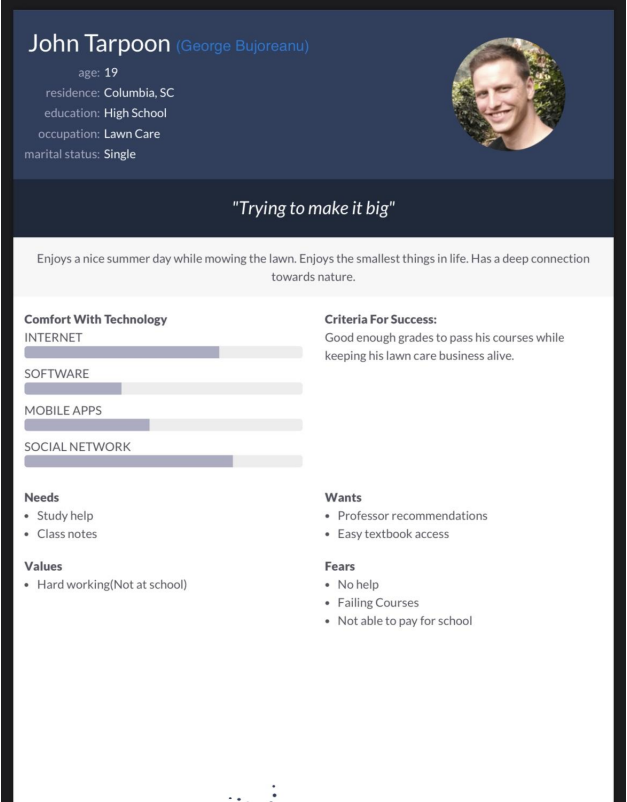 John Tarpoon (George Bujoreanu)
age: 19
residence: Columbia, SC
education: High School
occupation: Lawn Care
marital status: Single
"Trying to make it big"
Enjoys a nice summer day while mowing the lawn. Enjoys the smallest things in life. Has a deep connection
towards nature.
Comfort With Technology
INTERNET
SOFTWARE
MOBILE APPS
SOCIAL NETWORK
Criteria For Success:
Good enough grades to pass his courses while
keeping his lawn care business alive.
Needs
• Study help
• Class notes
Wants
• Professor recommendations
• Easy textbook access
Values
• Hard working(Not at school)
Fears
• No help
• Failing Courses
• Not able to pay for school